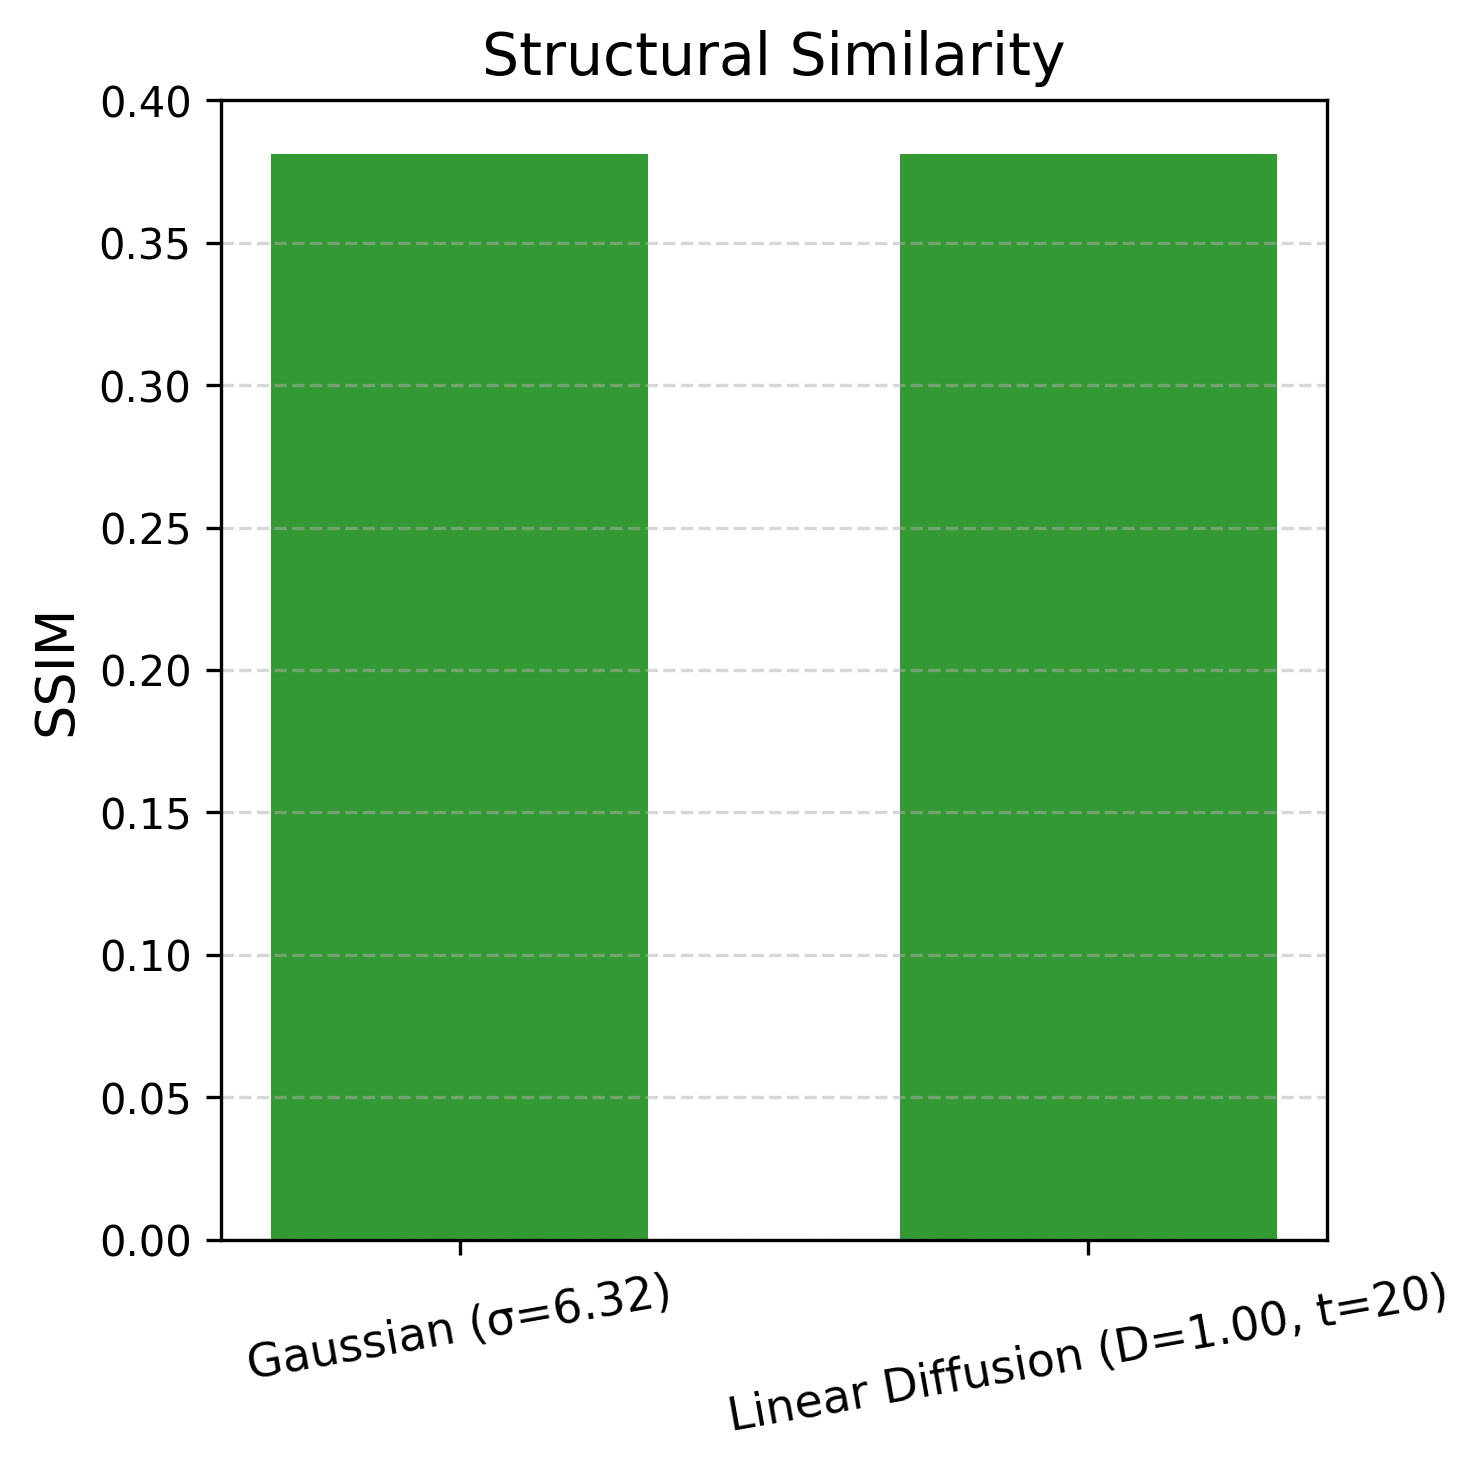 Structural Similarity
SSIM
0.40
0.35
0.30
0.25
0.20
0.15
0.10
0.05
0.00
Gaussian (σ=6.32)
Linear Diffusion (D=1.00, t=20)